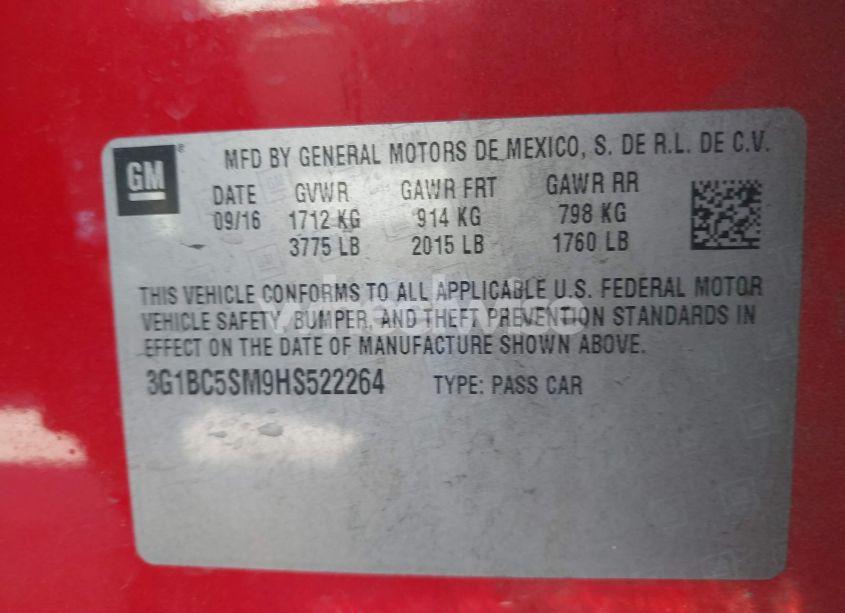 GM
MFD BY GENERAL MOTORS DE MEXICO, S. DE R.L. DE C.V.
DATE GVWR GAWR FRT GAWR RR
09/16 1712 KG 914 KG 798 KG
3775 LB 2015 LB 1760 LB
THIS VEHICLE CONFORMS TO ALL APPLICABLE U.S. FEDERAL MOTOR
VEHICLE SAFETY, BUMPER, AND THEFT PREVENTION STANDARDS IN
EFFECT ON THE DATE OF MANUFACTURE SHOWN ABOVE.
3G1BC5SM9HS522264 TYPE: PASS CAR